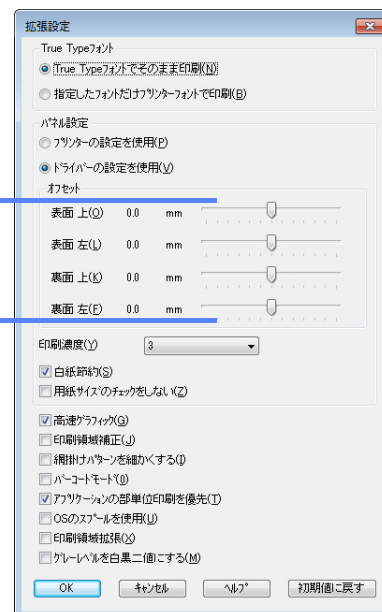 拡張設定
True Typeフォント
True Typeフォントでそのまま印刷(N)
指定したフォントだけプリンターフォントで印刷(B)
パネル設定
プリンターの設定を使用(P)
ドライバーの設定を使用(V)
オフセット
表面 上(O) 0.0 mm
表面 左(L) 0.0 mm
裏面 上(K) 0.0 mm
裏面 左(F) 0.0 mm
印刷濃度(Y) 3
白紙節約(S)
用紙サイズのチェックをしない(Z)
高速グラフィック(G)
印刷領域補正(J)
網掛けパターンを細かくする(I)
バーコードモード(0)
アプリケーションの部単位印刷を優先(T)
OSのスプールを使用(U)
印刷領域拡張(X)
グレーレベルを白黒二値にする(M)
OK キャンセル ヘルプ 初期値に戻す